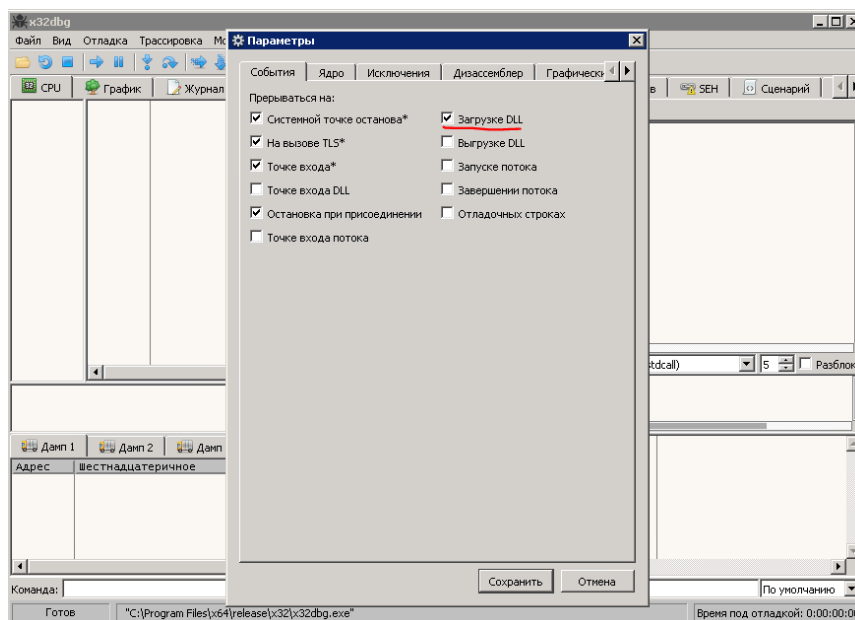 x32dbg
Файл Вид Отладка Трассировка
Параметры
CPU График Журнал
SEH Сценарий
События Ядро Исключения Дизассемблер
Прерываться на:
Системной точке останова* Загрузке DLL
На вызове TLS* Выгрузке DLL
Точке входа* Запуске потока
Точке входа DLL Завершении потока
Остановка при присоединении Отладочных строках
Точке входа потока
tdcall) 5
Дамп 1 Дамп 2 Дамп
Адрес Шестнадцатеричное
Сохранить Отмена
Команда: По умолчанию
Готов "C:\Program Files\x64\release\x32\x32dbg.exe" Время под отладкой: 0:00:00:0